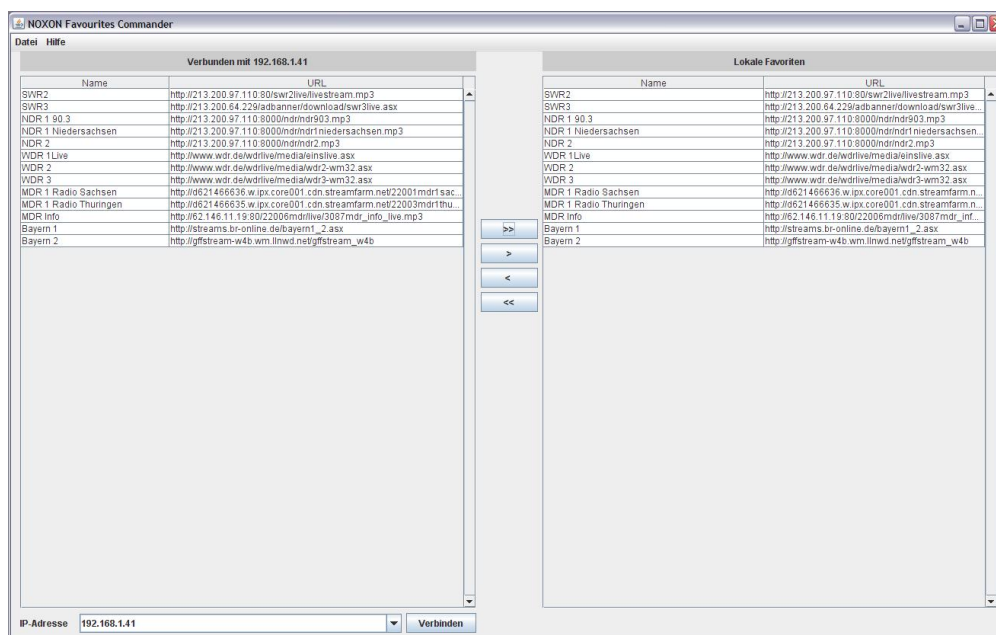 NOXON Favourites Commander
Datei Hilfe
Verbunden mit 192.168.1.41
Name URL
SWR2 http://213.200.97.110:80/swr2live/livestream.mp3
SWR3 http://213.200.64.229/adbanner/download/swr3live.asx
NDR 1 90.3 http://213.200.97.110:8000/ndr/ndr903.mp3
NDR 1 Niedersachsen http://213.200.97.110:8000/ndr/ndr1niedersachsen.mp3
NDR 2 http://213.200.97.110:8000/ndr/ndr2.mp3
WDR 1Live http://www.wdr.de/wdrlive/media/einslive.asx
WDR 2 http://www.wdr.de/wdrlive/media/wdr2-wm32.asx
WDR 3 http://www.wdr.de/wdrlive/media/wdr3-wm32.asx
MDR 1 Radio Sachsen http://d621466636.w.ipx.core001.cdn.streamfarm.net/22001mdr1sac...
MDR 1 Radio Thuringen http://d621466635.w.ipx.core001.cdn.streamfarm.net/22003mdr1thu...
MDR Info http://62.146.11.19:80/22006mdr/live/3087mdr_info_live.mp3
Bayern 1 http://streams.br-online.de/bayern1_2.asx
Bayern 2 http://gffstream-w4b.wm.llnwd.net/gffstream_w4b
>>
>
<
<<
Lokale Favoriten
Name URL
SWR2 http://213.200.97.110:80/swr2live/livestream.mp3
SWR3 http://213.200.64.229/adbanner/download/swr3live...
NDR 1 90.3 http://213.200.97.110:8000/ndr/ndr903.mp3
NDR 1 Niedersachsen http://213.200.97.110:8000/ndr/ndr1niedersachsen...
NDR 2 http://213.200.97.110:8000/ndr/ndr2.mp3
WDR 1Live http://www.wdr.de/wdrlive/media/einslive.asx
WDR 2 http://www.wdr.de/wdrlive/media/wdr2-wm32.asx
WDR 3 http://www.wdr.de/wdrlive/media/wdr3-wm32.asx
MDR 1 Radio Sachsen http://d621466636.w.ipx.core001.cdn.streamfarm.n...
MDR 1 Radio Thuringen http://d621466635.w.ipx.core001.cdn.streamfarm.n...
MDR Info http://62.146.11.19:80/22006mdr/live/3087mdr_inf...
Bayern 1 http://streams.br-online.de/bayern1_2.asx
Bayern 2 http://gffstream-w4b.wm.llnwd.net/gffstream_w4b
IP-Adresse 192.168.1.41 Verbinden